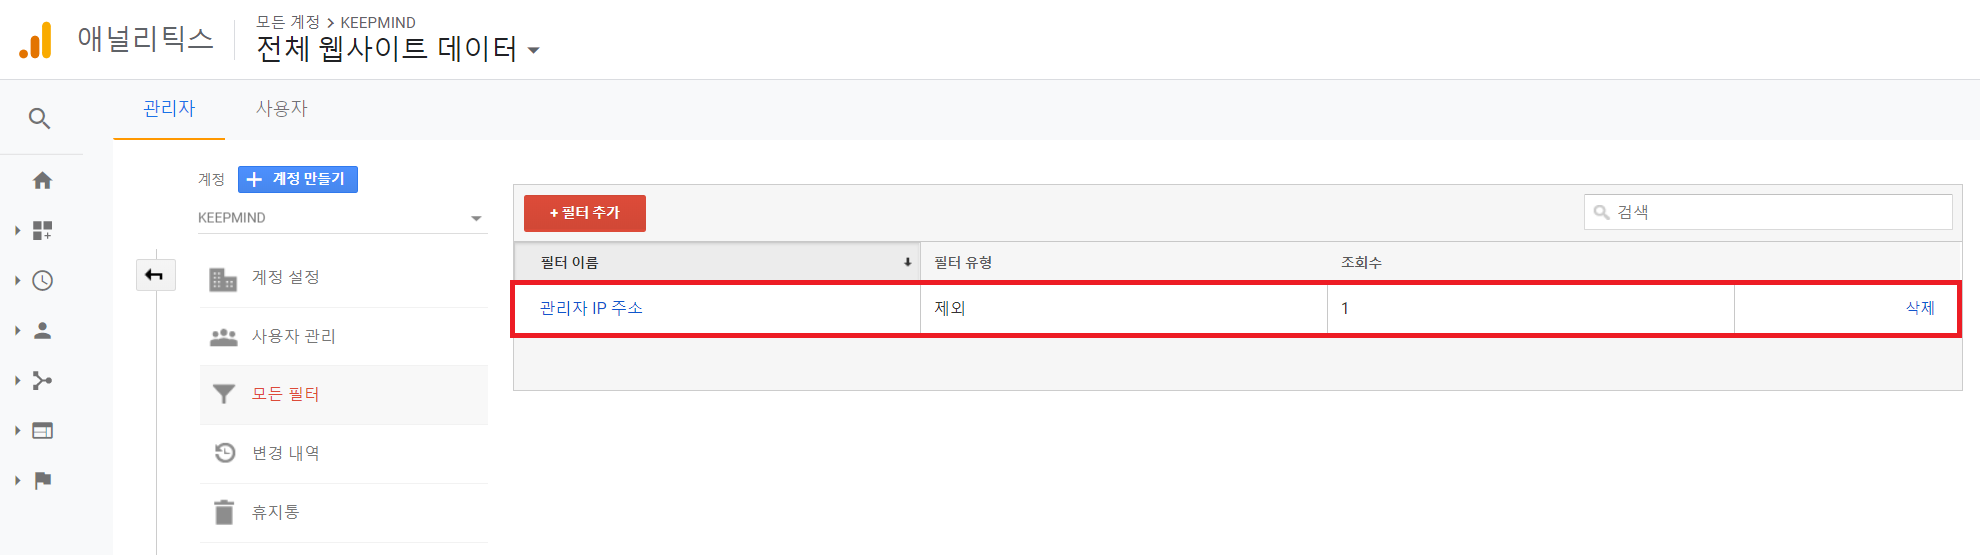 애널리틱스
모든 계정 > KEEPMIND
전체 웹사이트 데이터
관리자 사용자
계정 + 계정 만들기
KEEPMIND
계정 설정
사용자 관리
모든 필터
변경 내역
휴지통
+ 필터 추가 검색
필터 이름 필터 유형 조회수
관리자 IP 주소 제외 1 삭제